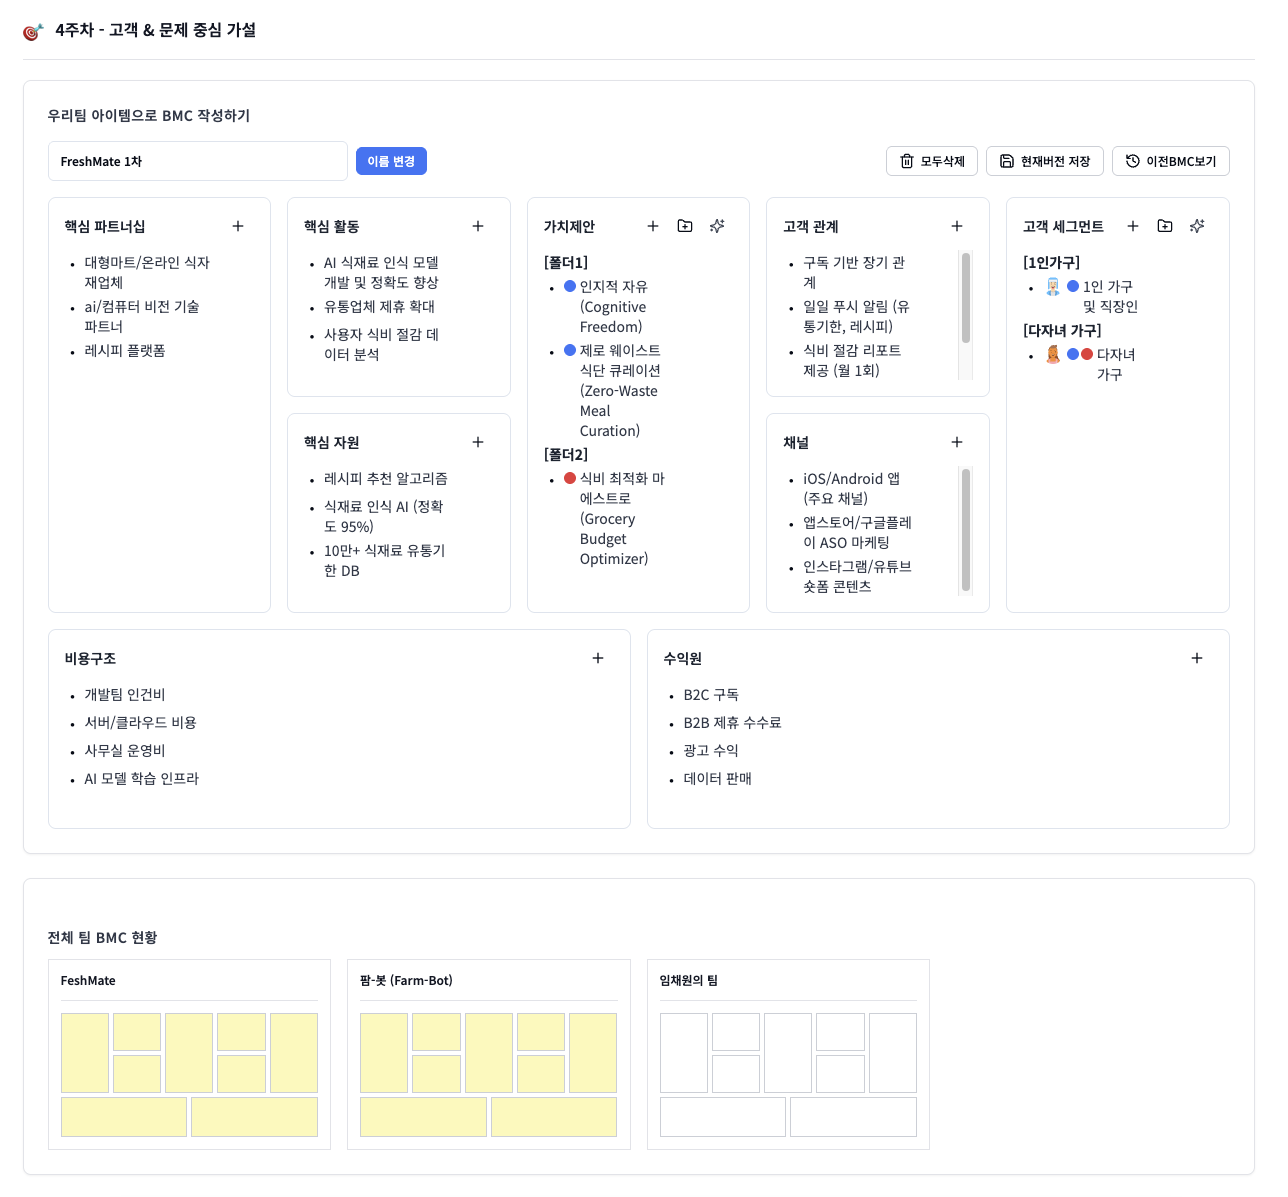 4주차 - 고객 & 문제 중심 가설
우리팀 아이템으로 BMC 작성하기
FreshMate 1차
이름 변경
모두삭제
현재버전 저장
이전BMC보기
핵심 파트너십
대형마트/온라인 식자
재업체
ai/컴퓨터 비전 기술
파트너
레시피 플랫폼
핵심 활동
AI 식재료 인식 모델
개발 및 정확도 향상
유통업체 제휴 확대
사용자 식비 절감 데
이터 분석
핵심 자원
레시피 추천 알고리즘
식재료 인식 AI (정확
도 95%)
10만+ 식재료 유통기
한 DB
가치제안
[폴더1]
인지적 자유
(Cognitive
Freedom)
제로 웨이스트
식단 큐레이션
(Zero-Waste
Meal
Curation)
[폴더2]
식비 최적화 마
에스트로
(Grocery
Budget
Optimizer)
고객 관계
구독 기반 장기 관
계
일일 푸시 알림 (유
통기한, 레시피)
식비 절감 리포트
제공 (월 1회)
채널
iOS/Android 앱
(주요 채널)
앱스토어/구글플레
이 ASO 마케팅
인스타그램/유튜브
숏폼 콘텐츠
고객 세그먼트
[1인가구]
1인 가구
및 직장인
[다자녀 가구]
다자녀
가구
비용구조
개발팀 인건비
서버/클라우드 비용
사무실 운영비
AI 모델 학습 인프라
수익원
B2C 구독
B2B 제휴 수수료
광고 수익
데이터 판매
전체 팀 BMC 현황
FeshMate
팜-봇 (Farm-Bot)
임채원의 팀